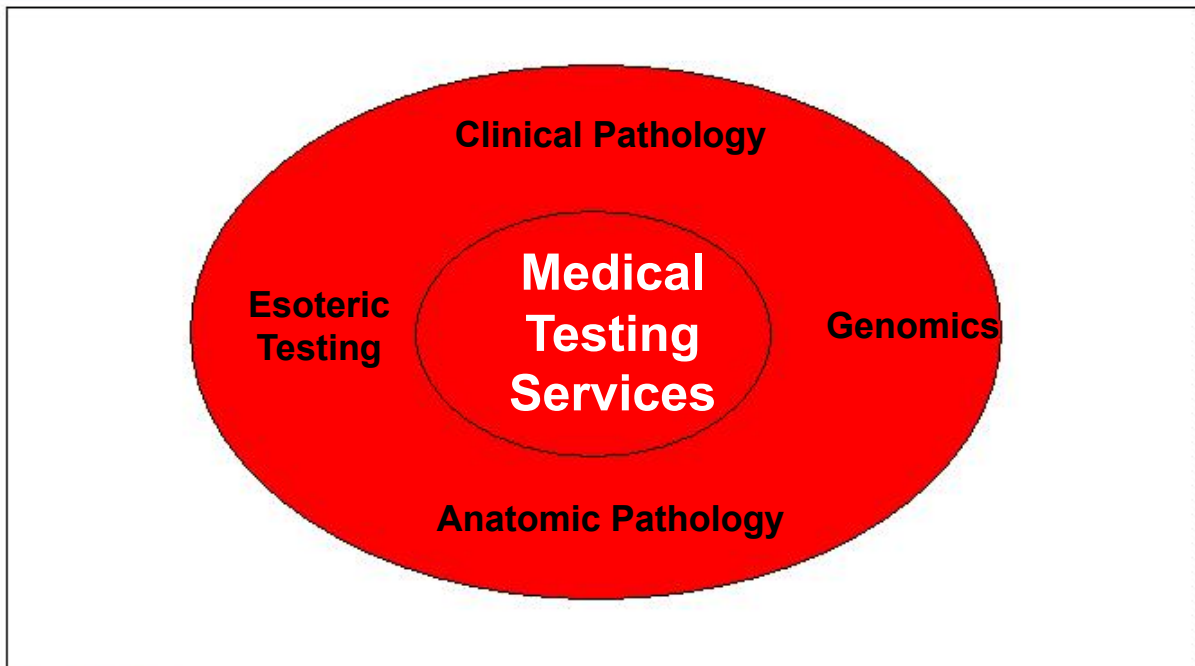 Clinical Pathology
Esoteric
Testing
Medical
Testing
Services
Genomics
Anatomic Pathology